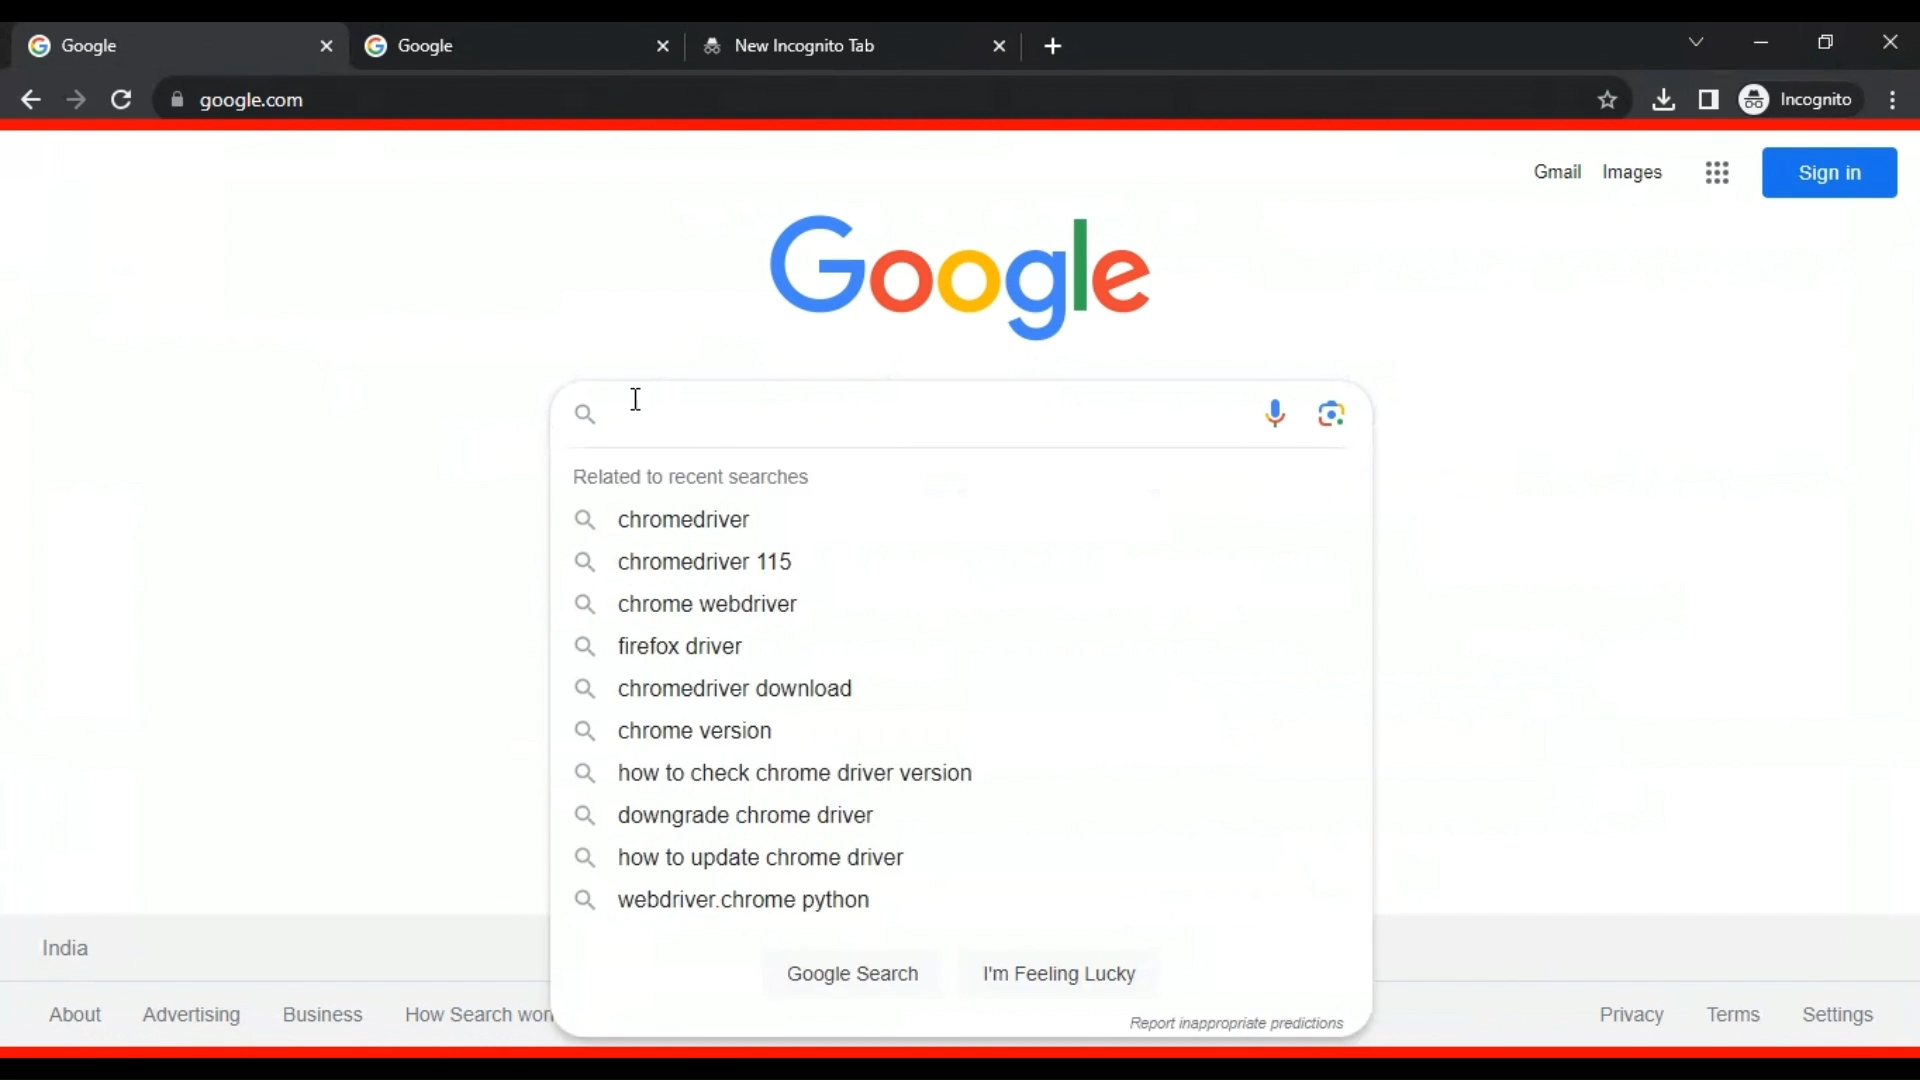 Google
Google
New Incognito Tab
google.com
Incognito
Gmail
Images
Sign in
Google
Related to recent searches
chromedriver
chromedriver 115
chrome webdriver
firefox driver
chromedriver download
chrome version
how to check chrome driver version
downgrade chrome driver
how to update chrome driver
webdriver.chrome python
India
Google Search
I'm Feeling Lucky
About
Advertising
Business
How Search wor
Privacy
Terms
Settings
Report inappropriate predictions